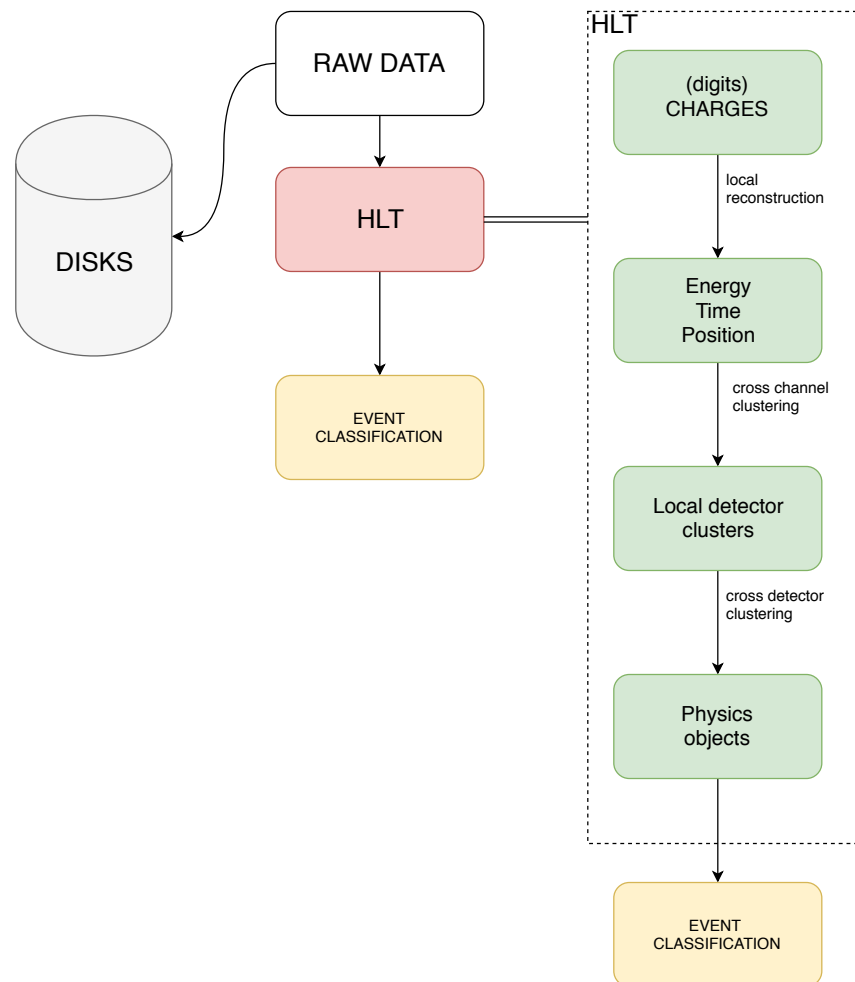 RAW DATA
DISKS
HLT
EVENT
CLASSIFICATION
HLT
(digits)
CHARGES
local
reconstruction
Energy
Time
Position
cross channel
clustering
Local detector
clusters
cross detector
clustering
Physics
objects
EVENT
CLASSIFICATION